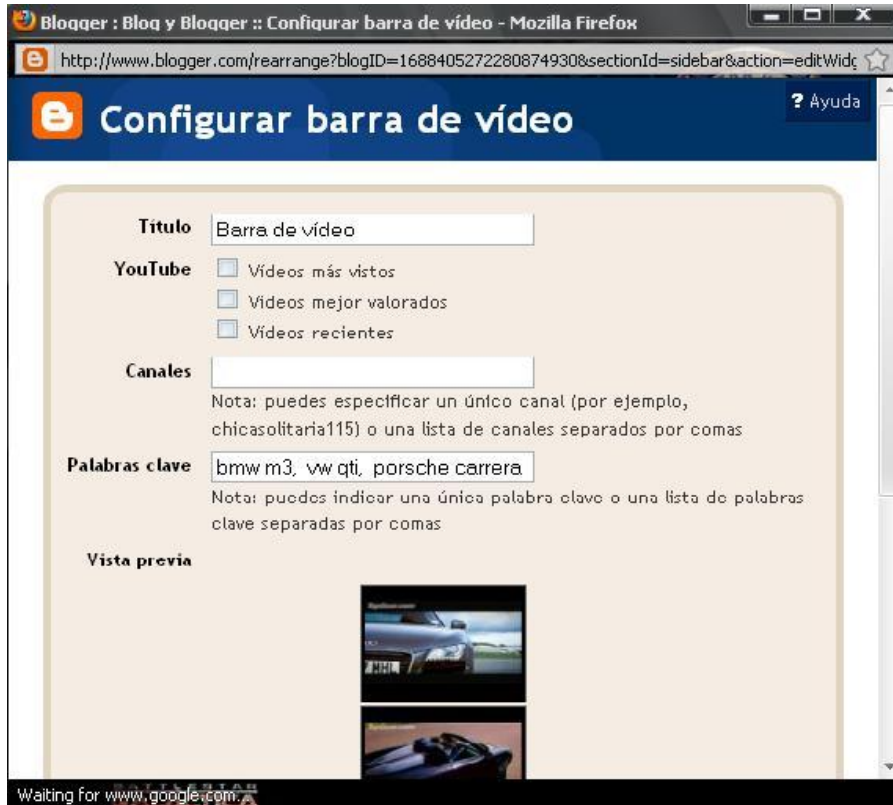 Blogger : Blog y Blogger :: Configurar barra de vídeo - Mozilla Firefox
http://www.blogger.com/rearrange?blogID=1688405272280874930&sectionId=sidebar&action=editWidg
Configurar barra de vídeo
? Ayuda
Título
Barra de vídeo
YouTube
Vídeos más vistos
Vídeos mejor valorados
Vídeos recientes
Canales
Nota: puedes especificar un único canal (por ejemplo,
chicasolitaria115) o una lista de canales separados por comas
Palabras clave
bmw m3, vw gti, porsche carrera
Nota: puedes indicar una única palabra clave o una lista de palabras
clave separadas por comas
Vista previa
MHL
Waiting for www.google.com...